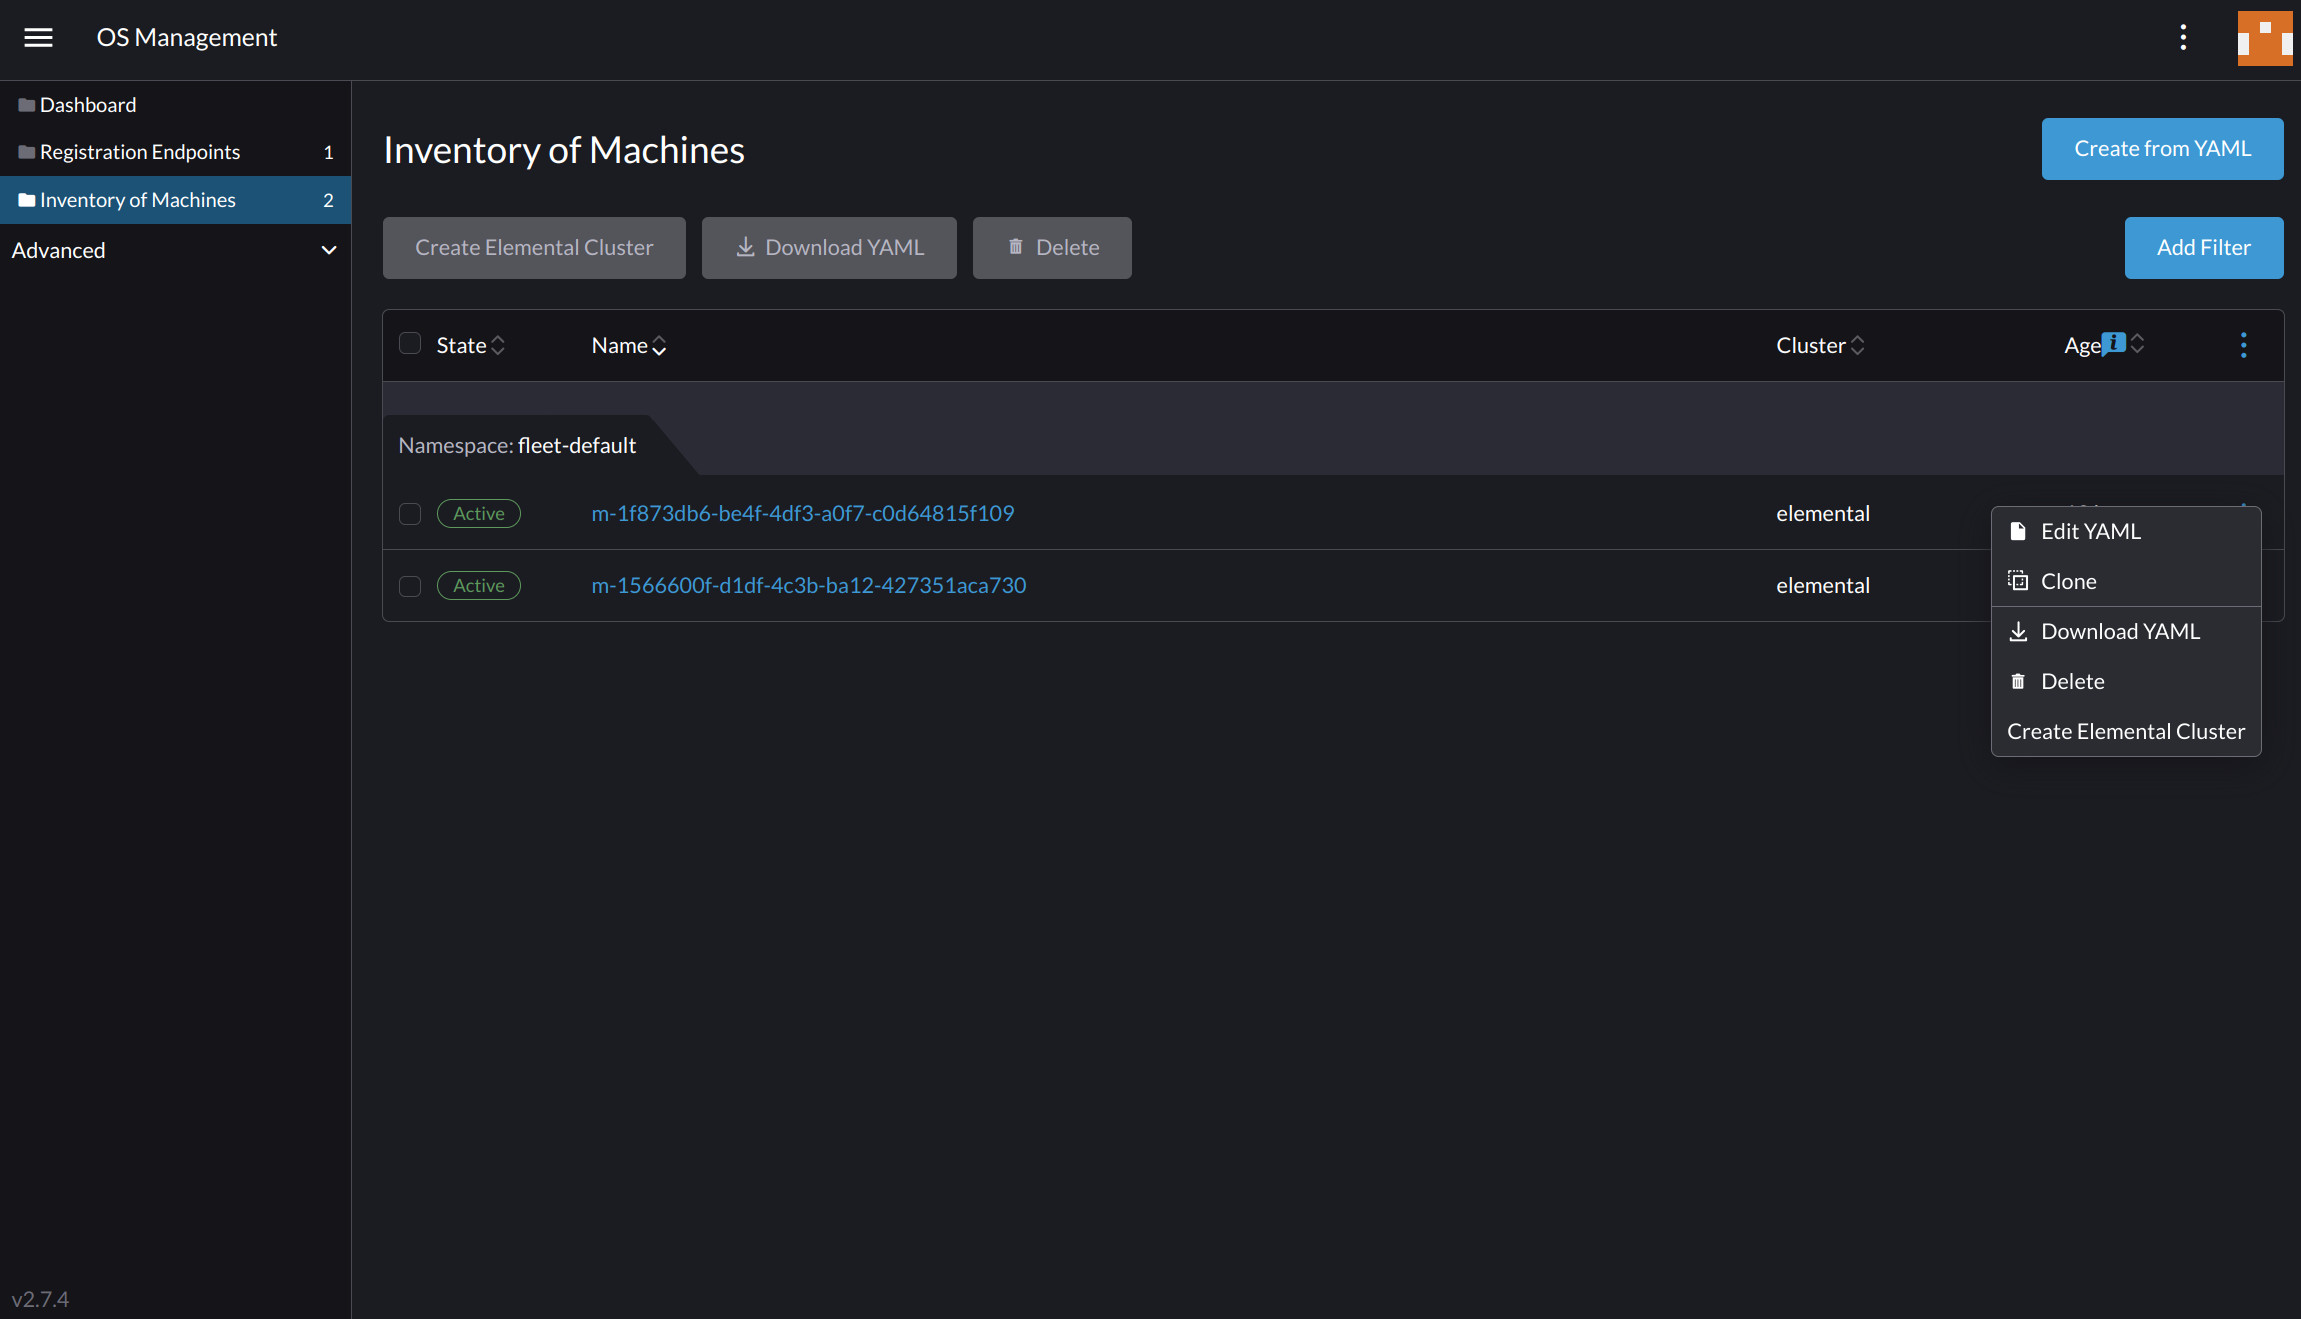 OS Management
Dashboard
Registration Endpoints 1
Inventory of Machines 2
Advanced
Inventory of Machines
Create from YAML
Create Elemental Cluster Download YAML Delete Add Filter
State Name Cluster Age
Namespace: fleet-default
Active m-1f873db6-be4f-4df3-a0f7-c0d64815f109 elemental
Active m-1566600f-d1df-4c3b-ba12-427351aca730 elemental
Edit YAML
Clone
Download YAML
Delete
Create Elemental Cluster
v2.7.4